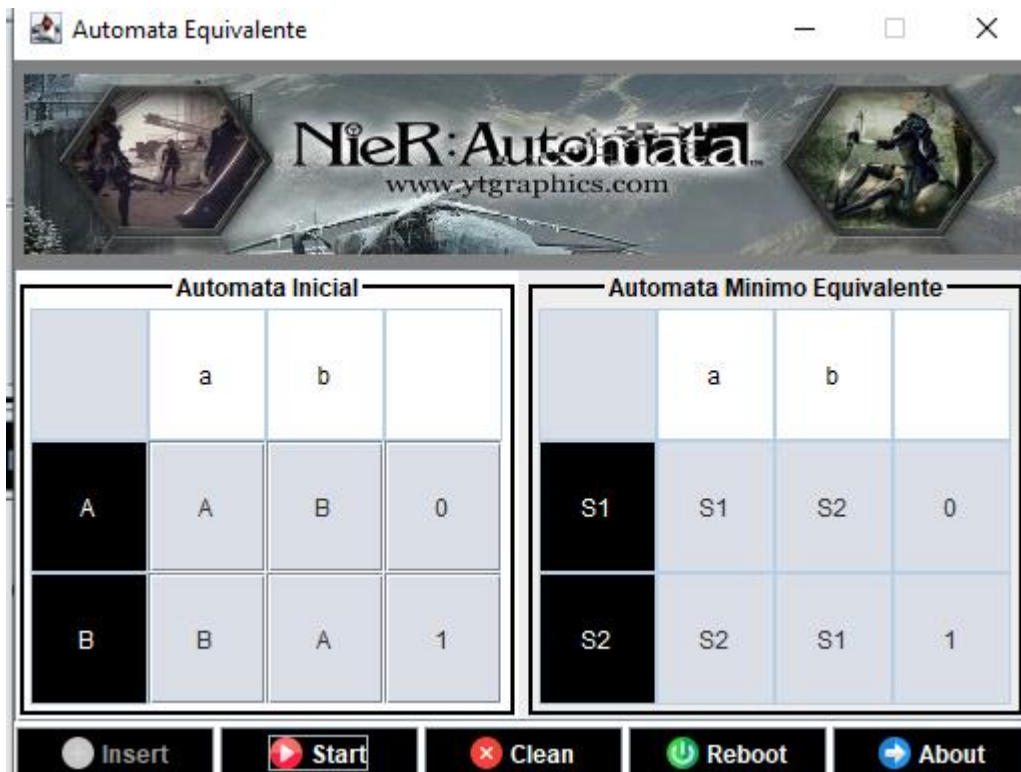 Automata Equivalente
NieR:Automata™
www.ytgraphics.com
Automata Inicial
a b
A A B 0
B B A 1
Automata Minimo Equivalente
a b
S1 S1 S2 0
S2 S2 S1 1
Insert Start Clean Reboot About